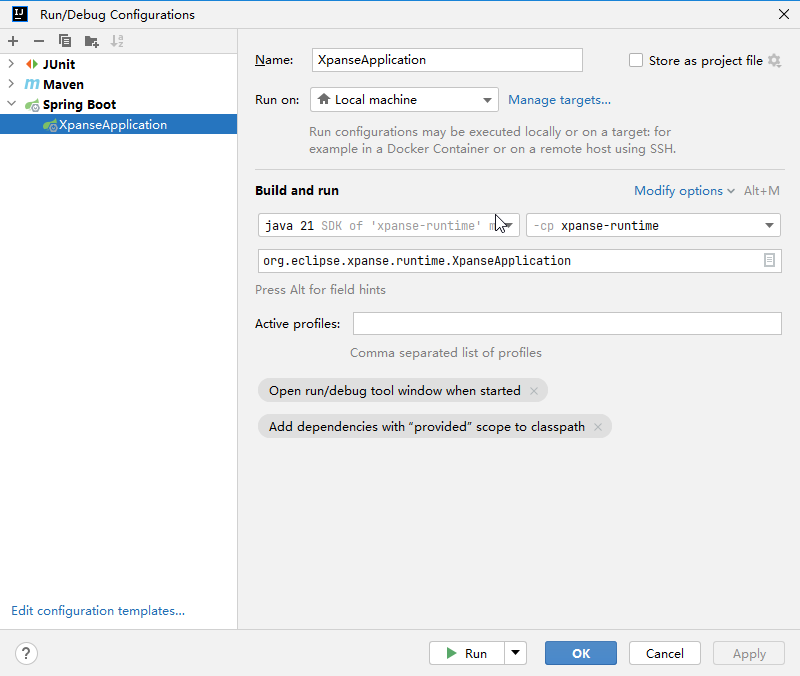 IJ Run/Debug Configurations
JUnit
m Maven
Spring Boot
XpanseApplication
Edit configuration templates...
Name: XpanseApplication Store as project file
Run on: Local machine Manage targets...
Run configurations may be executed locally or on a target: for
example in a Docker Container or on a remote host using SSH.
Build and run Modify options Alt+M
java 21 SDK of 'xpanse-runtime' -cp xpanse-runtime
org.eclipse.xpanse.runtime.XpanseApplication
Press Alt for field hints
Active profiles:
Comma separated list of profiles
Open run/debug tool window when started
Add dependencies with “provided” scope to classpath
? Run OK Cancel Apply